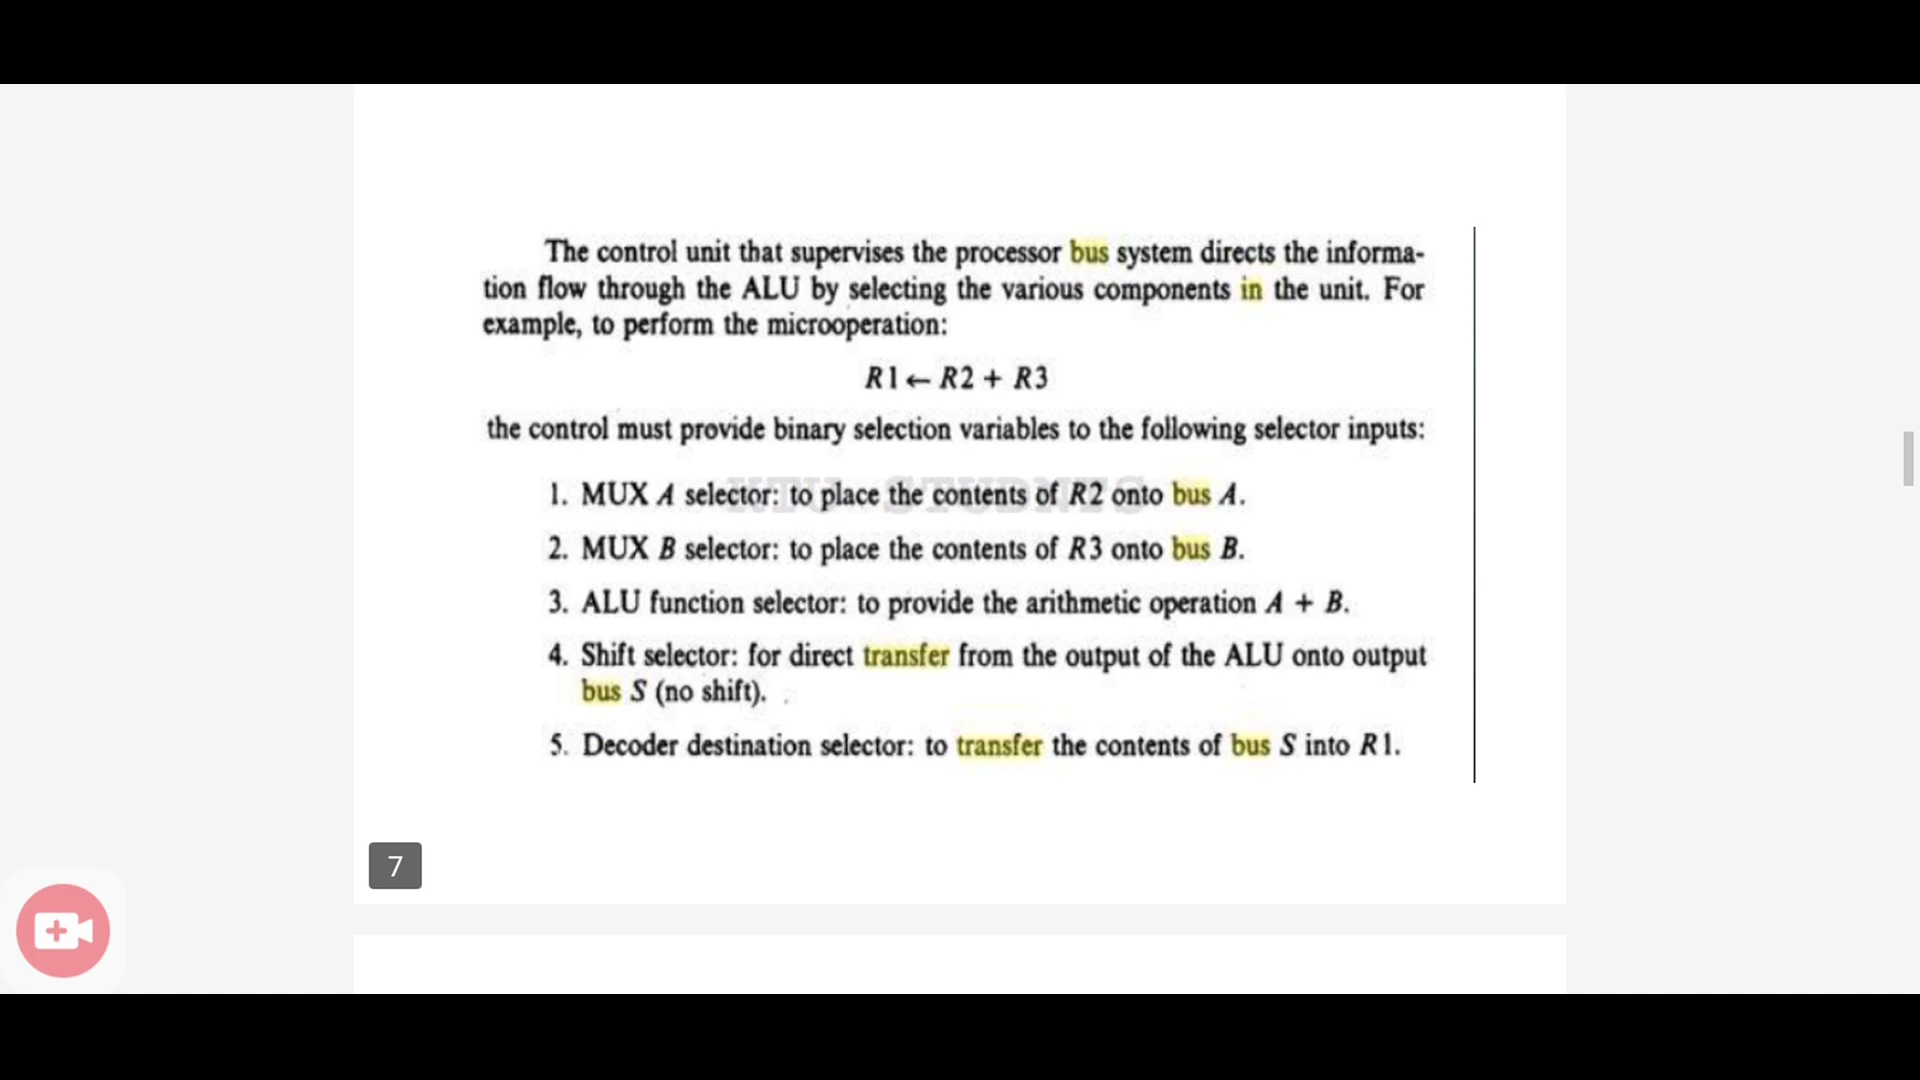 The control unit that supervises the processor bus system directs the informa-
tion flow through the ALU by selecting the various components in the unit. For
example, to perform the microoperation:
R1 ← R2 + R3
the control must provide binary selection variables to the following selector inputs:
KTU STUDNTS
1. MUX A selector: to place the contents of R2 onto bus A.
2. MUX B selector: to place the contents of R3 onto bus B.
3. ALU function selector: to provide the arithmetic operation A + B.
4. Shift selector: for direct transfer from the output of the ALU onto output
bus S (no shift).
5. Decoder destination selector: to transfer the contents of bus S into R1.
7